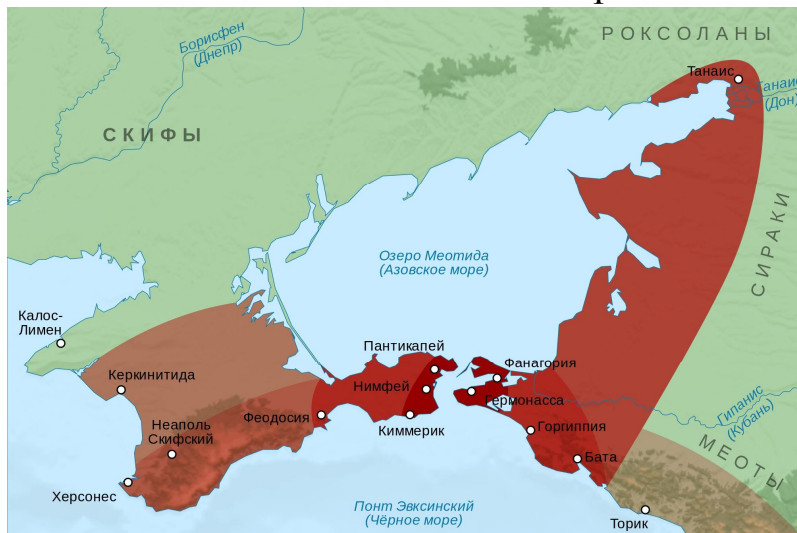 РОКСОЛАНЫ
Борисфен
(Днепр)
Танаис
Танаис
(Дон)
СКИФЫ
СИРАКИ
Озеро Меотида
(Азовское море)
Калос-
Лимен
Пантикапей
Фанагория
Керкинитида
Нимфей
Гермонасса
Гипанис
(Кубань)
Неаполь
Скифский
Феодосия
Киммерик
Горгиппия
МЕОТЫ
Бата
Херсонес
Понт Эвксинский
(Чёрное море)
Торик